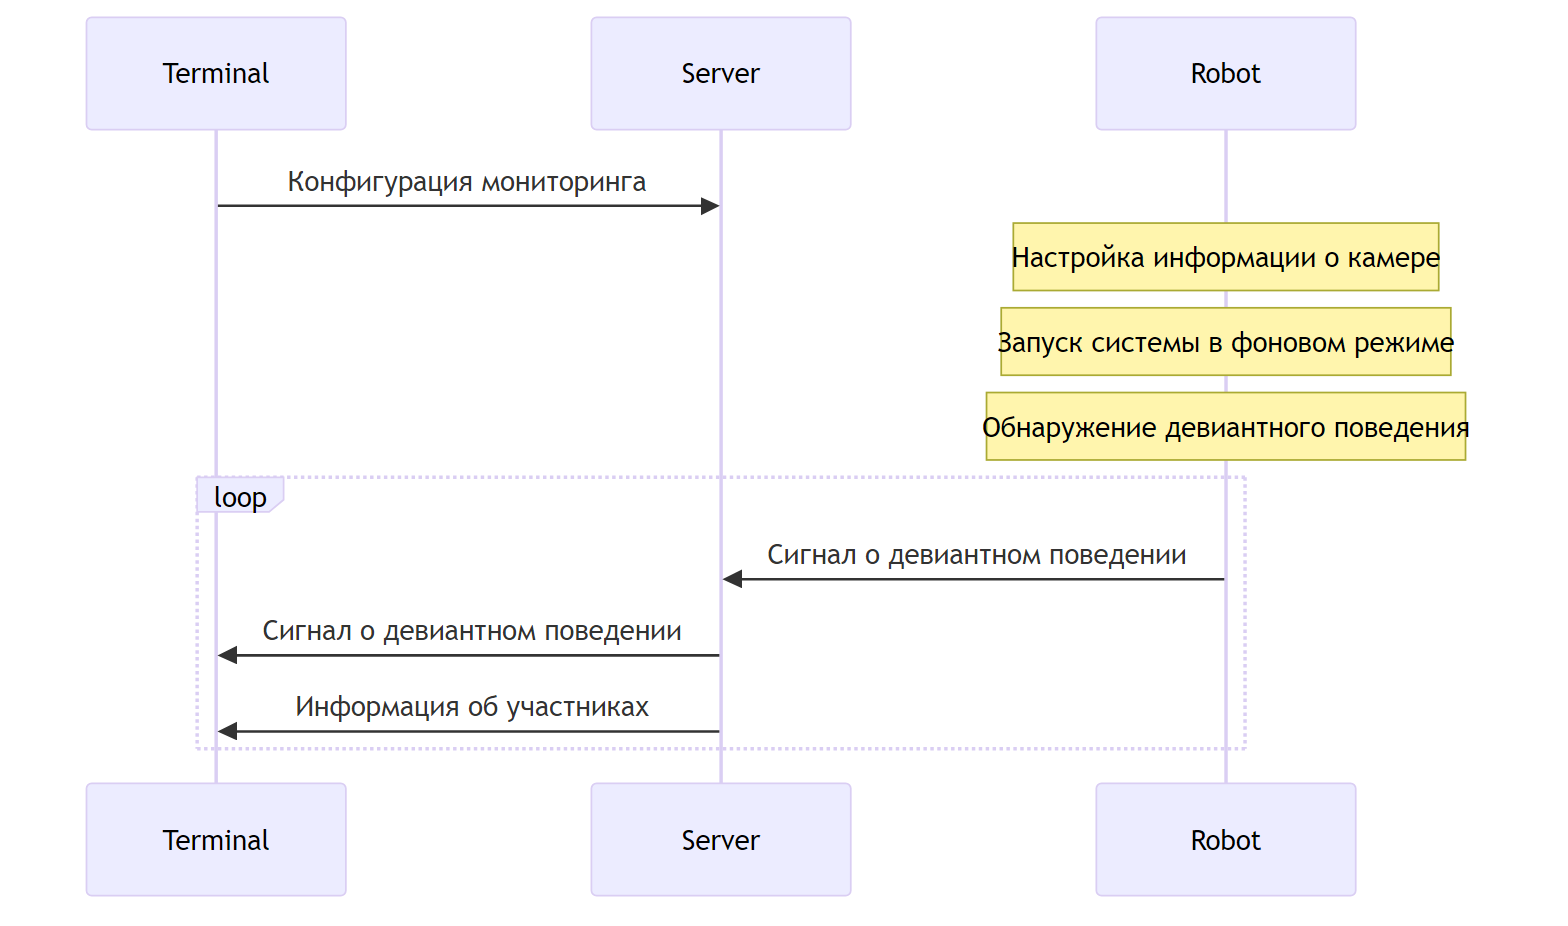 Terminal
Server
Robot
Конфигурация мониторинга
Настройка информации о камере
Запуск системы в фоновом режиме
Обнаружение девиантного поведения
loop
Сигнал о девиантном поведении
Сигнал о девиантном поведении
Информация об участниках
Terminal
Server
Robot